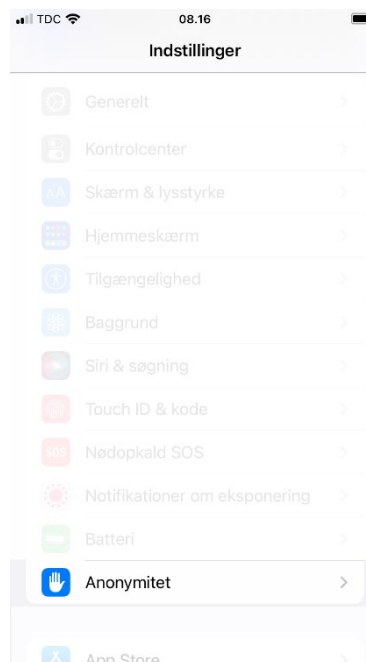 TDC 08.16
Indstillinger
Generelt
Kontrolcenter
AA Skærm & lysstyrke
Hjemmeskærm
Tilgængelighed
Baggrund
Siri & søgning
Touch ID & kode
SOS Nødopkald SOS
Notifikationer om eksponering
Batteri
Anonymitet
App Store